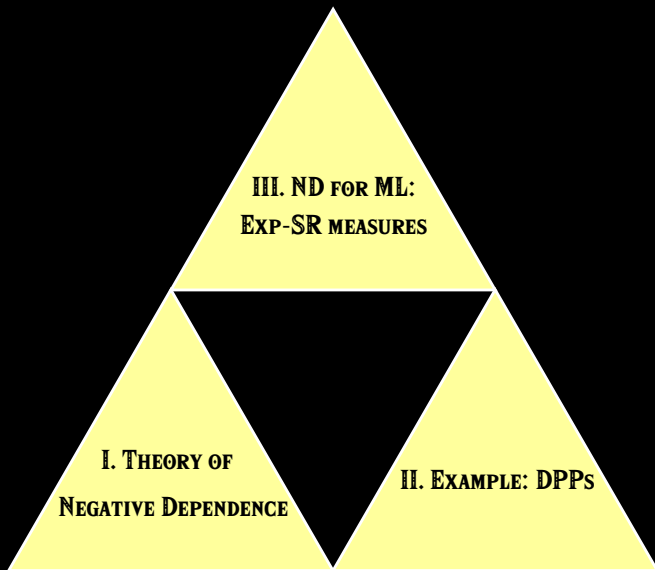 III. ND for ML:
Exp-SR measures
I. Theory of
Negative Dependence
II. Example: DPPs